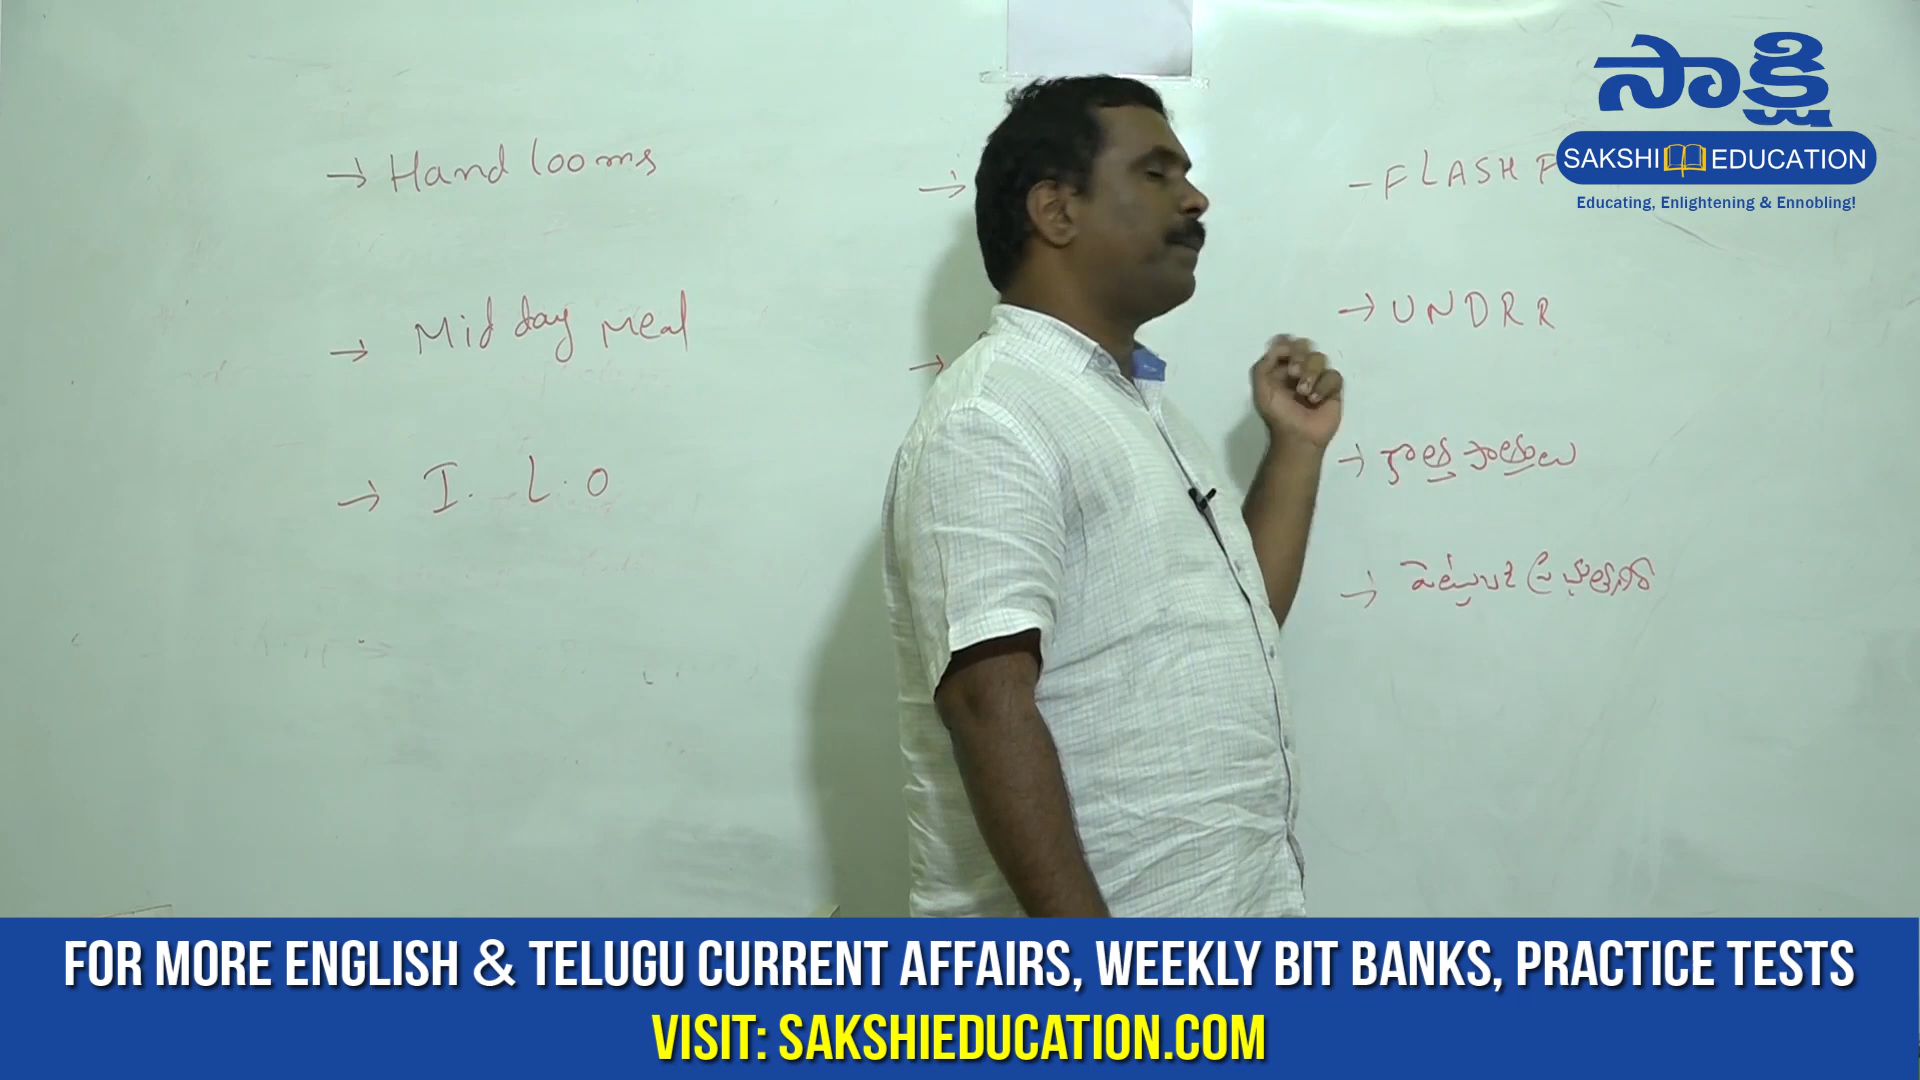 సాక్షి
SAKSHI EDUCATION
Educating, Enlightening & Ennobling!
→ Hand looms
- FLASH F
→ Mid day Meal
→ UNDRR
→ I. L. O
FOR MORE ENGLISH & TELUGU CURRENT AFFAIRS, WEEKLY BIT BANKS, PRACTICE TESTS
VISIT: SAKSHIEDUCATION.COM